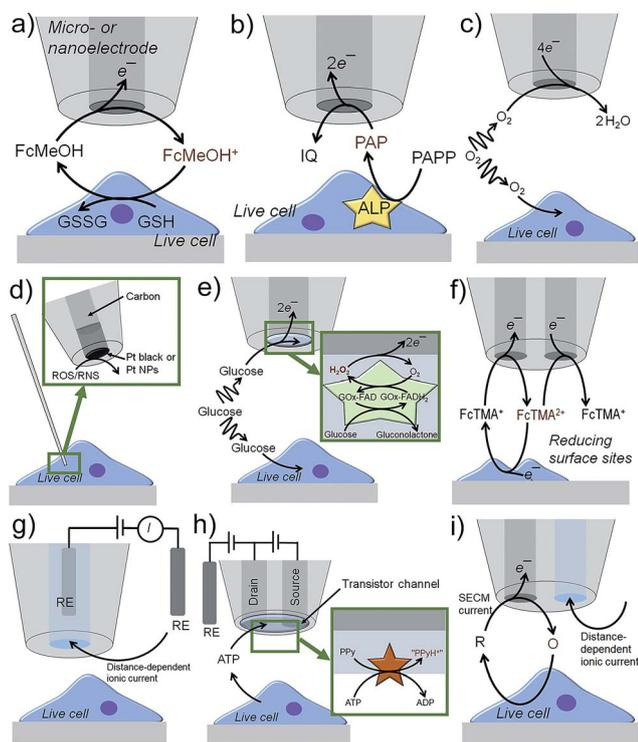 a)
Micro- or
nanoelectrode
e⁻
FcMeOH
FcMeOH⁺
GSSG
GSH
Live cell
b)
2e⁻
IQ
PAP
PAPP
ALP
Live cell
c)
4e⁻
O₂
2H₂O
O₂
O₂
Live cell
d)
Carbon
Pt black or
Pt NPs
ROS/RNS
Live cell
e)
2e⁻
Glucose
Glucose
Glucose
Live cell
2e⁻
H₂O₂
O₂
GOx-FAD
GOx-FADH₂
Glucose
Gluconolactone
f)
e⁻
e⁻
FcTMA⁺
FcTMA²⁺
FcTMA⁺
Reducing
surface sites
e⁻
g)
I
RE
RE
Distance-dependent
ionic current
Live cell
h)
Drain
Source
RE
Transistor channel
ATP
Live cell
PPy
"PPyH⁺"
ATP
ADP
i)
e⁻
SECM
current
R
O
Distance-
dependent
ionic current
Live cell